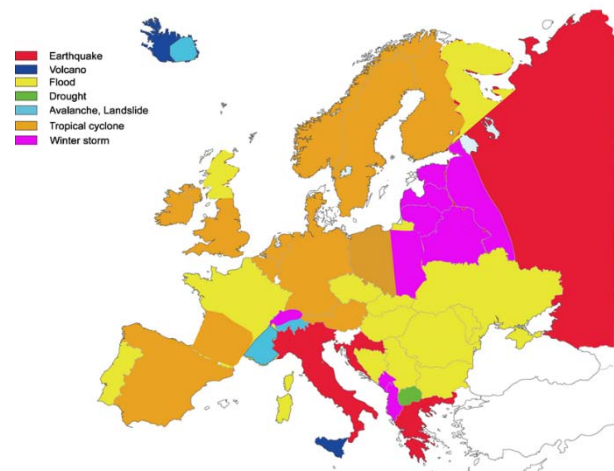 Earthquake
Volcano
Flood
Drought
Avalanche, Landslide
Tropical cyclone
Winter storm